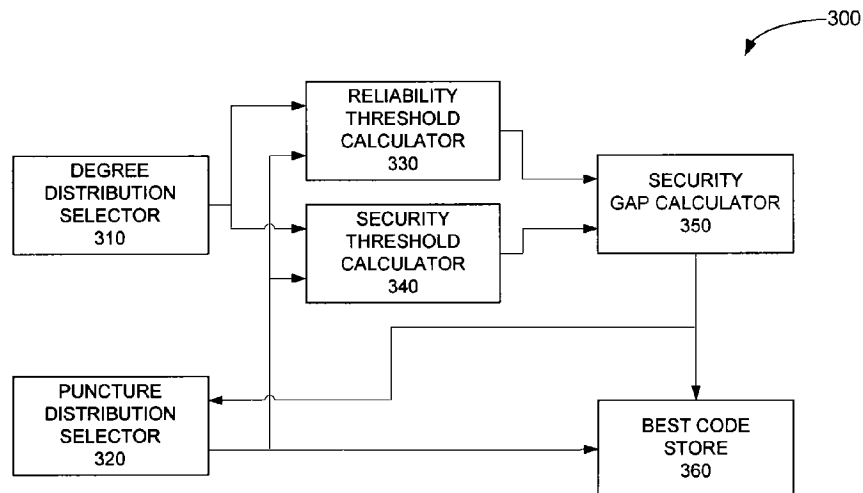 300
RELIABILITY
THRESHOLD
CALCULATOR
330
DEGREE
DISTRIBUTION
SELECTOR
310
SECURITY
THRESHOLD
CALCULATOR
340
SECURITY
GAP CALCULATOR
350
PUNCTURE
DISTRIBUTION
SELECTOR
320
BEST CODE
STORE
360